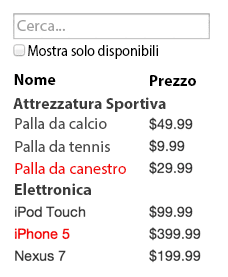 Cerca...
Mostra solo disponibili
Nome Prezzo
Attrezzatura Sportiva
Palla da calcio $49.99
Palla da tennis $9.99
Palla da canestro $29.99
Elettronica
iPod Touch $99.99
iPhone 5 $399.99
Nexus 7 $199.99